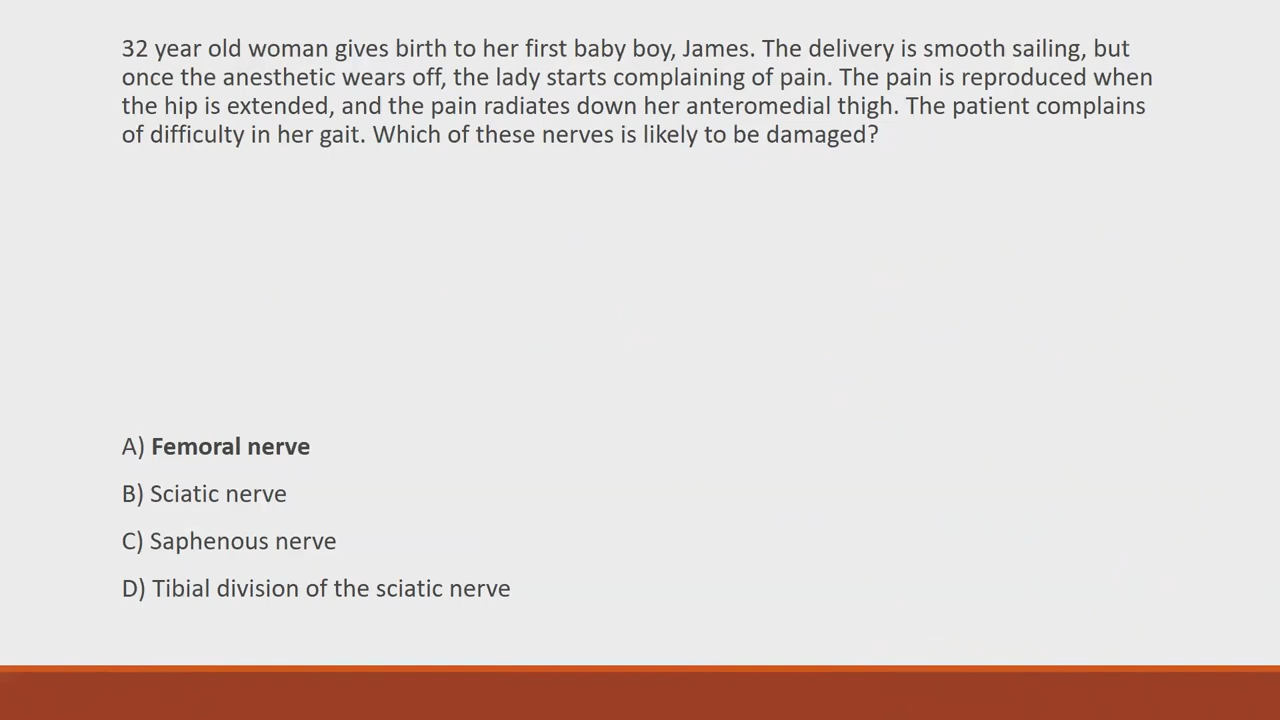 32 year old woman gives birth to her first baby boy, James. The delivery is smooth sailing, but
once the anesthetic wears off, the lady starts complaining of pain. The pain is reproduced when
the hip is extended, and the pain radiates down her anteromedial thigh. The patient complains
of difficulty in her gait. Which of these nerves is likely to be damaged?
A) Femoral nerve
B) Sciatic nerve
C) Saphenous nerve
D) Tibial division of the sciatic nerve